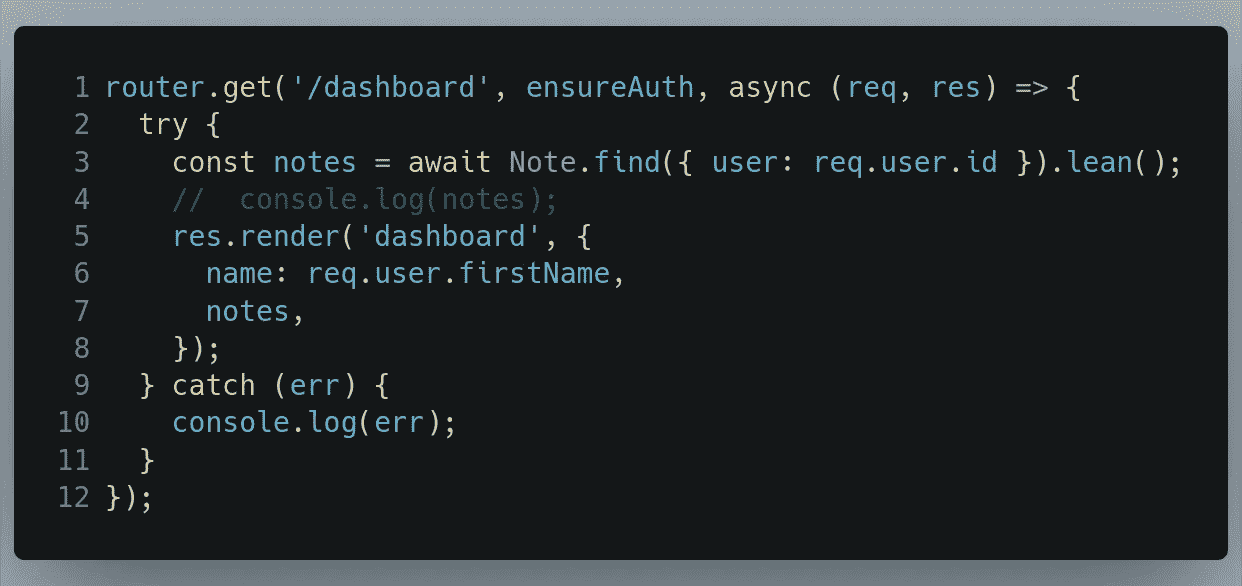 1 router.get('/dashboard', ensureAuth, async (req, res) => {
2   try {
3     const notes = await Note.find({ user: req.user.id }).lean();
4     //  console.log(notes);
5     res.render('dashboard', {
6       name: req.user.firstName,
7       notes,
8     });
9   } catch (err) {
10     console.log(err);
11   }
12 });